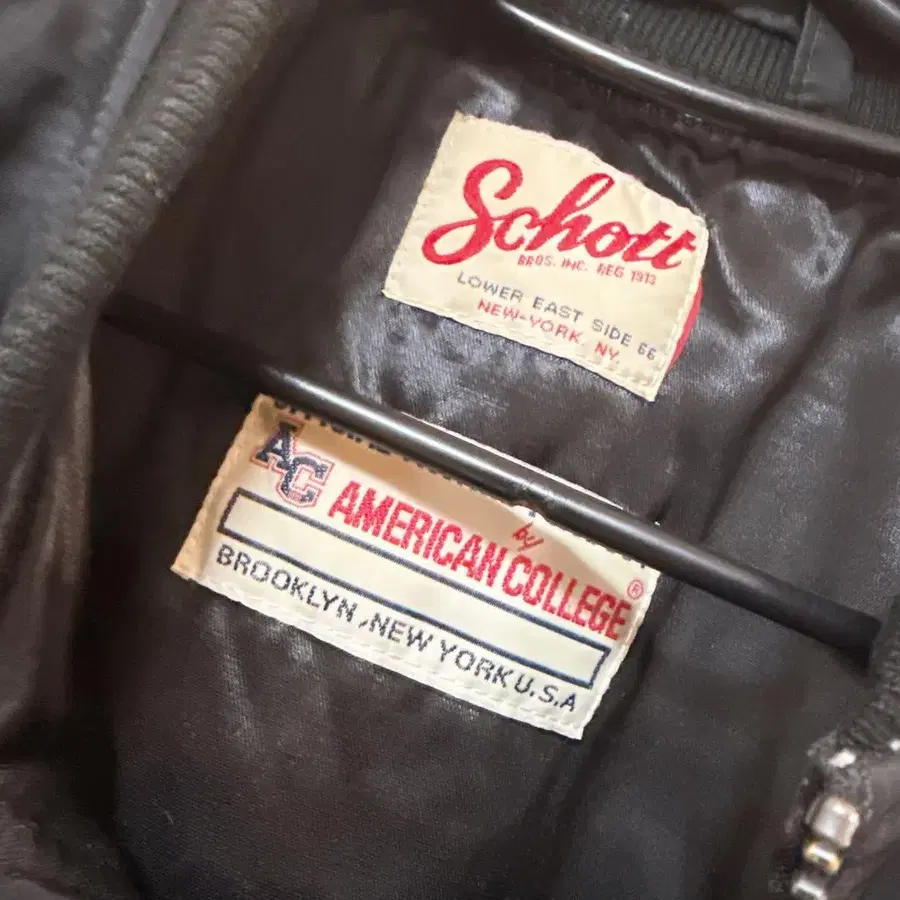 Schott
BROS. INC. REG 1913
LOWER EAST SIDE 66
NEW-YORK NY.
AC
by
AMERICAN COLLEGE®
BROOKLYN, NEW YORK U.S.A